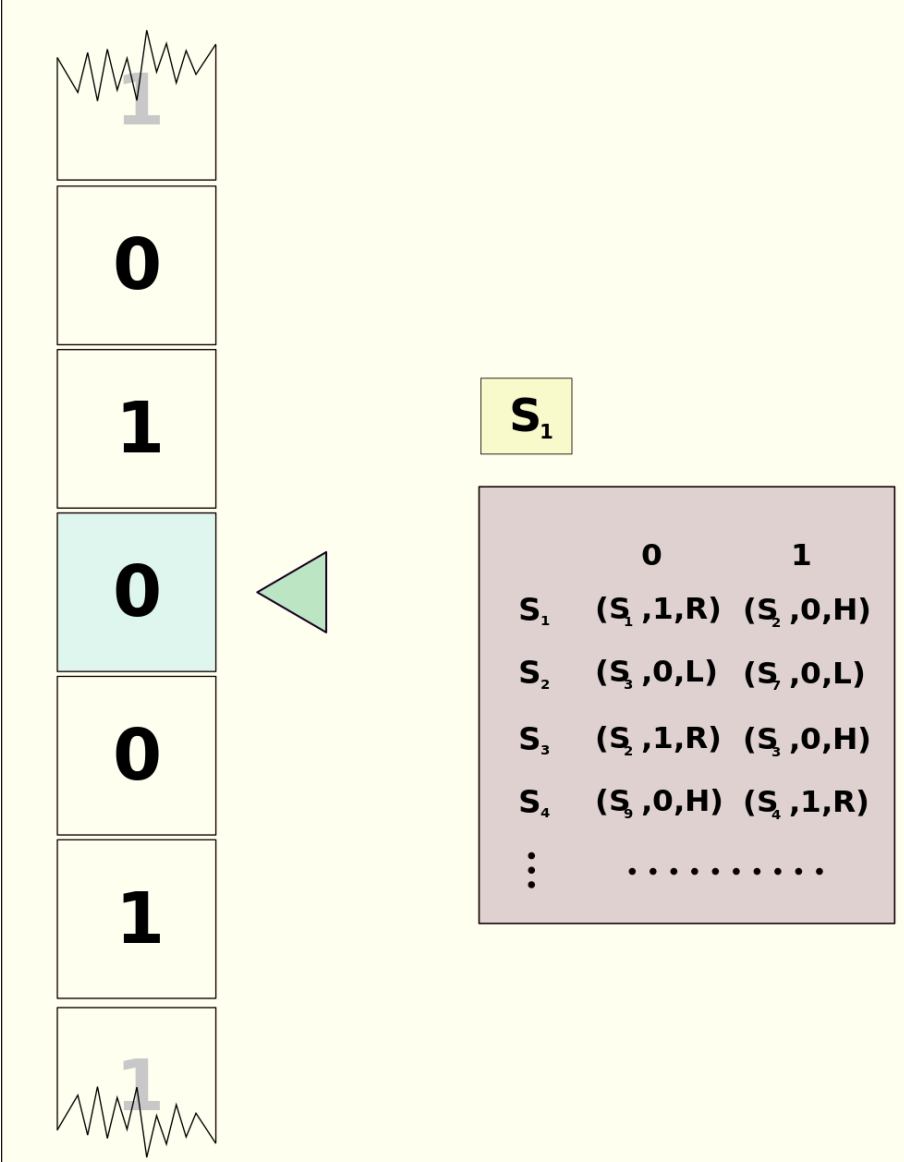 1
0
1
0
0
1
1
S₁
0 1
S₁ (S₁,1,R) (S₂,0,H)
S₂ (S₃,0,L) (S₇,0,L)
S₃ (S₂,1,R) (S₃,0,H)
S₄ (S₉,0,H) (S₄,1,R)
⋮ . . . . . . . . . .